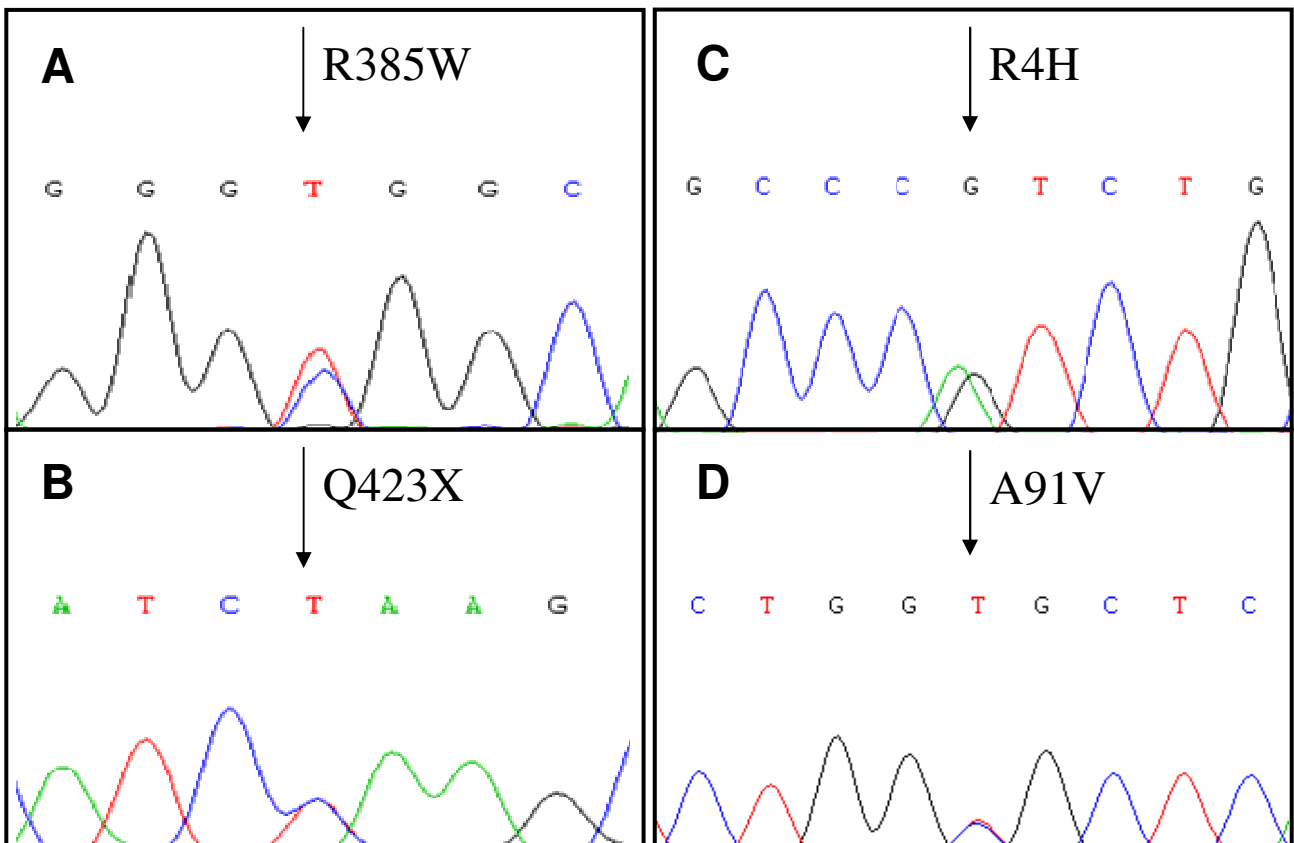 A
R385W
G G G T G G C
B
Q423X
A T C T A A G
C
R4H
G C C C G T C T G
D
A91V
C T G G T G C T C